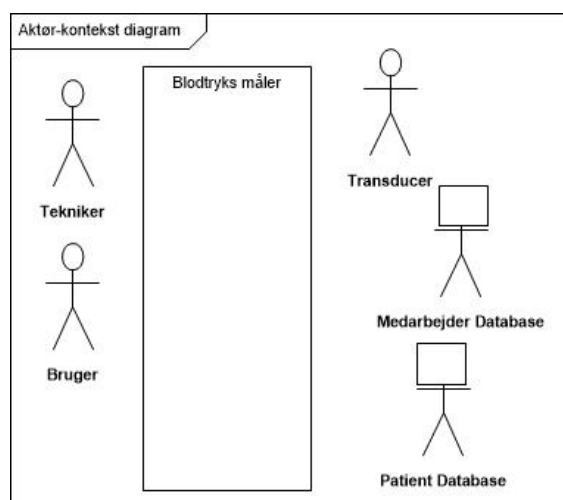 Aktør-kontekst diagram
Blodtryks måler
Tekniker
Transducer
Bruger
Medarbejder Database
Patient Database